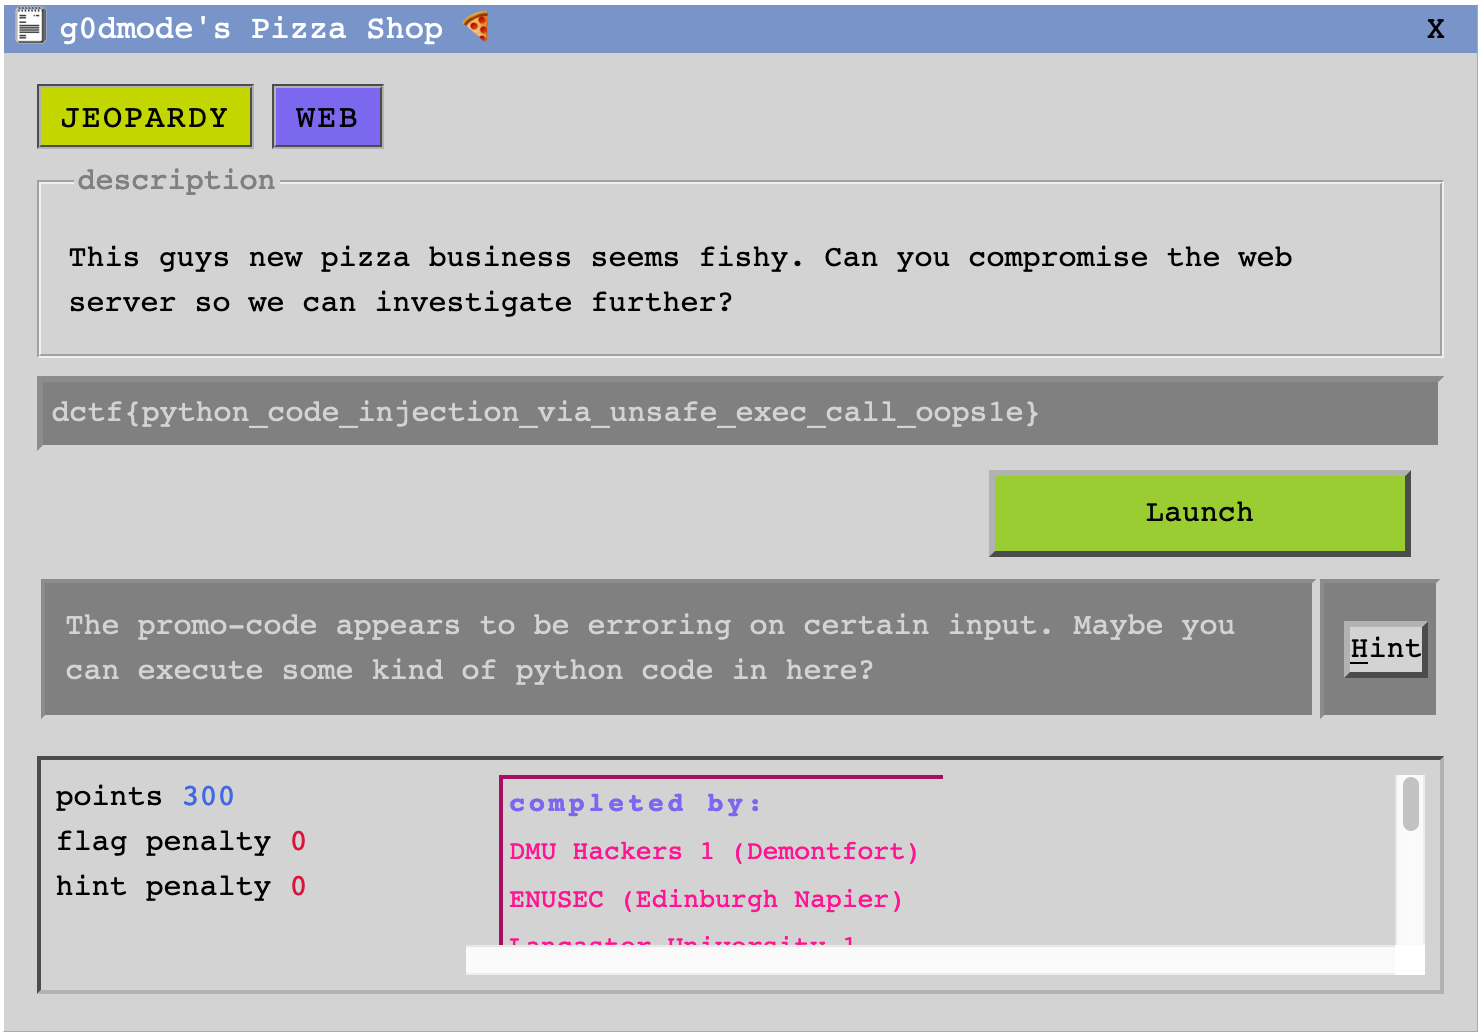 g0dmode's Pizza Shop 🍕
X
JEOPARDY WEB
description
This guys new pizza business seems fishy. Can you compromise the web
server so we can investigate further?
dctf{python_code_injection_via_unsafe_exec_call_oops1e}
Launch
The promo-code appears to be erroring on certain input. Maybe you
can execute some kind of python code in here?
Hint
points 300
flag penalty 0
hint penalty 0
completed by:
DMU Hackers 1 (Demontfort)
ENUSEC (Edinburgh Napier)
Lancaster University 1